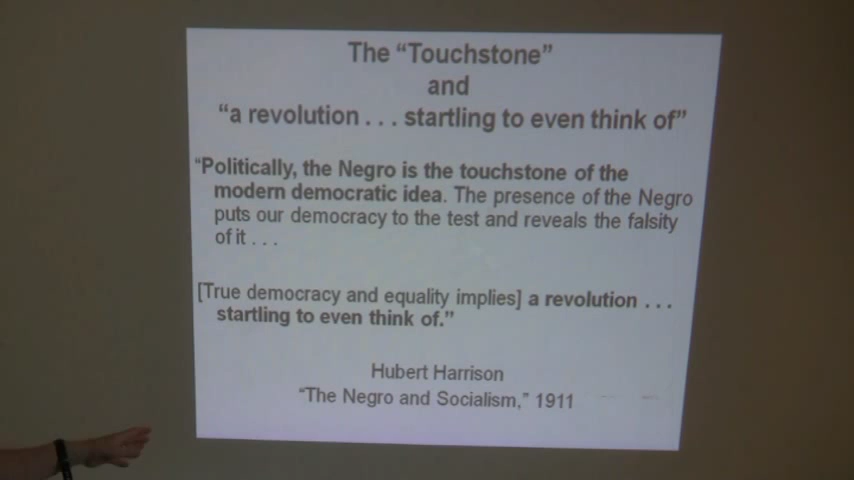 The “Touchstone”
and
“a revolution . . . startling to even think of”
“Politically, the Negro is the touchstone of the
modern democratic idea. The presence of the Negro
puts our democracy to the test and reveals the falsity
of it . . .
[True democracy and equality implies] a revolution . . .
startling to even think of.”
Hubert Harrison
“The Negro and Socialism,” 1911